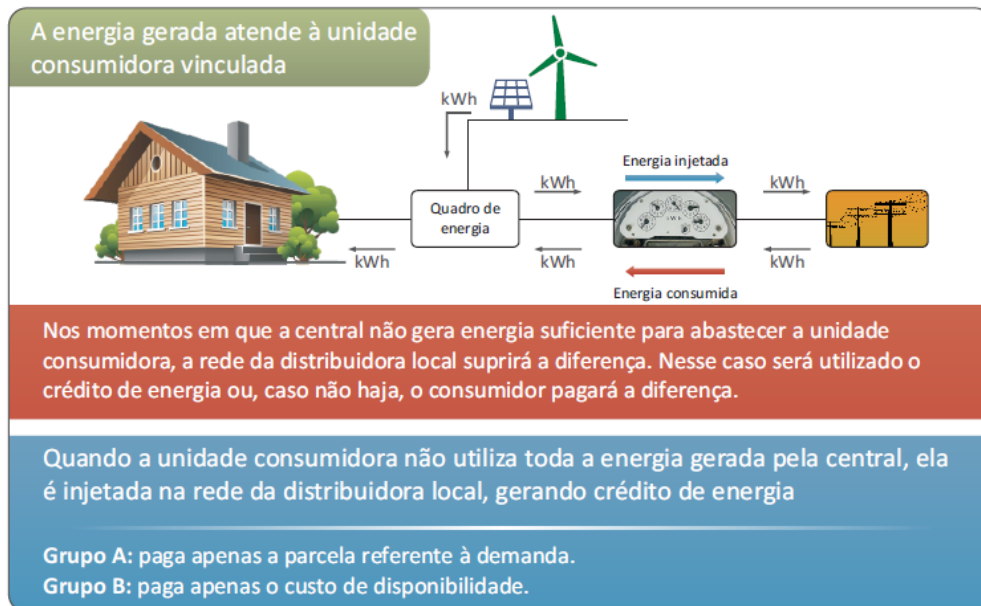 A energia gerada atende à unidade
consumidora vinculada
kWh
Energia injetada
kWh
kWh
Quadro de
energia
kWh
kWh
kWh
Energia consumida
Nos momentos em que a central não gera energia suficiente para abastecer a unidade
consumidora, a rede da distribuidora local suprirá a diferença. Nesse caso será utilizado o
crédito de energia ou, caso não haja, o consumidor pagará a diferença.
Quando a unidade consumidora não utiliza toda a energia gerada pela central, ela
é injetada na rede da distribuidora local, gerando crédito de energia
Grupo A: paga apenas a parcela referente à demanda.
Grupo B: paga apenas o custo de disponibilidade.